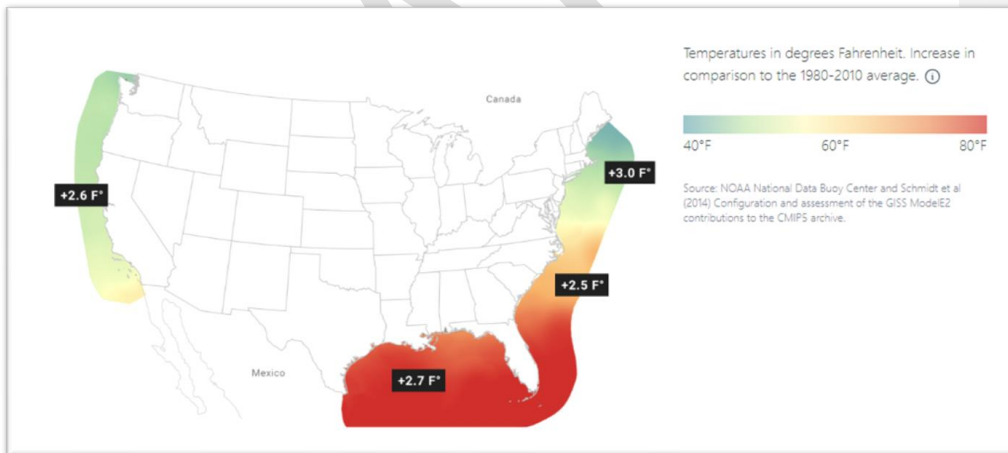 Temperatures in degrees Fahrenheit. Increase in
comparison to the 1980-2010 average. ⓘ
40°F 60°F 80°F
Source: NOAA National Data Buoy Center and Schmidt et al
(2014) Configuration and assessment of the GISS ModelE2
contributions to the CMIP5 archive.
Canada
+3.0 F°
+2.6 F°
+2.5 F°
Mexico
+2.7 F°